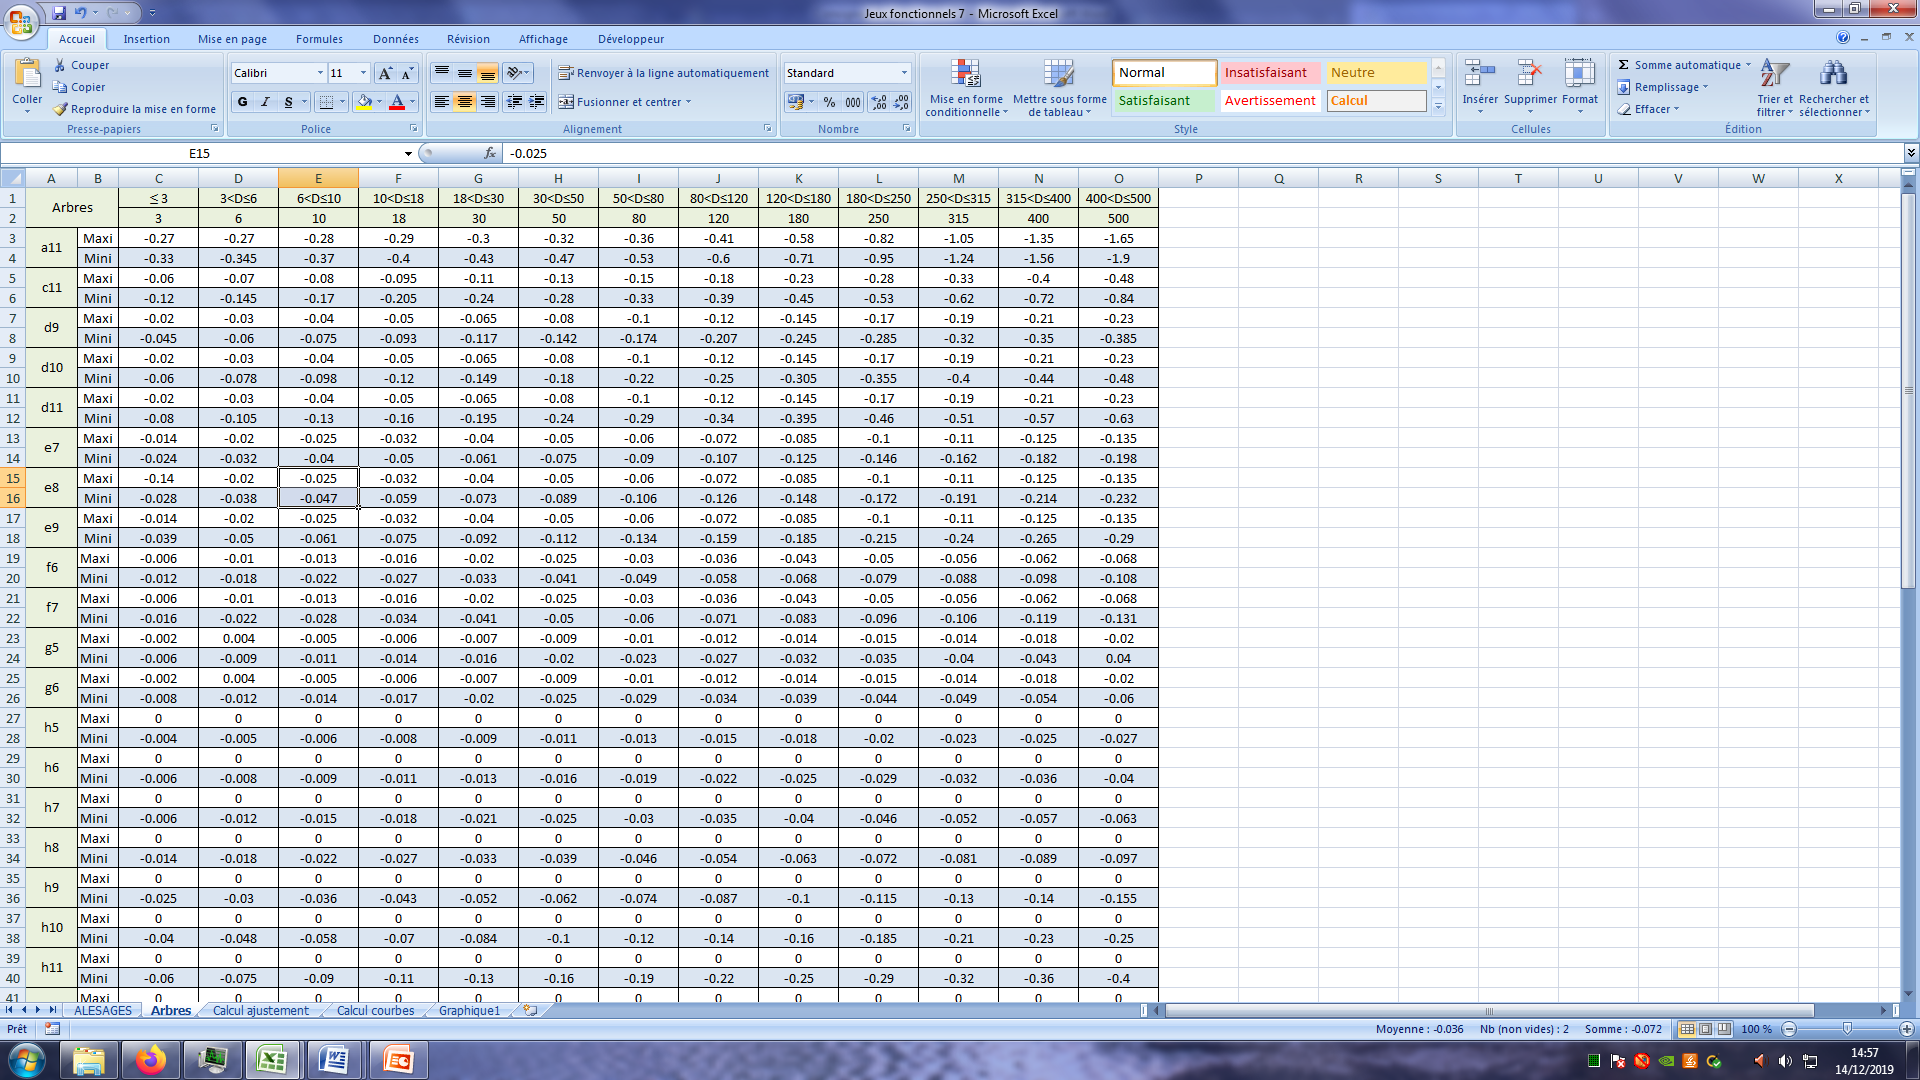 Jeux fonctionnels 7 - Microsoft Excel
Accueil Insertion Mise en page Formules Données Révision Affichage Développeur
Coller Couper Copier Reproduire la mise en forme Presse-papiers
Calibri 11 G I S Police
Renvoyer à la ligne automatiquement Fusionner et centrer Alignement
Standard % 000 Nombre
Mise en forme conditionnelle Mettre sous forme de tableau Normal Insatisfaisant Neutre Satisfaisant Avertissement Calcul Style
Insérer Supprimer Format Cellules
Somme automatique Remplissage Effacer Trier et filtrer Rechercher et sélectionner Édition
E15 fx -0.025
A B C D E F G H I J K L M N O P Q R S T U V W X
1 Arbres ≤ 3 3<D≤6 6<D≤10 10<D≤18 18<D≤30 30<D≤50 50<D≤80 80<D≤120 120<D≤180 180<D≤250 250<D≤315 315<D≤400 400<D≤500
2 3 6 10 18 30 50 80 120 180 250 315 400 500
3 a11 Maxi -0.27 -0.27 -0.28 -0.29 -0.3 -0.32 -0.36 -0.41 -0.58 -0.82 -1.05 -1.35 -1.65
4 Mini -0.33 -0.345 -0.37 -0.4 -0.43 -0.47 -0.53 -0.6 -0.71 -0.95 -1.24 -1.56 -1.9
5 c11 Maxi -0.06 -0.07 -0.08 -0.095 -0.11 -0.13 -0.15 -0.18 -0.23 -0.28 -0.33 -0.4 -0.48
6 Mini -0.12 -0.145 -0.17 -0.205 -0.24 -0.28 -0.33 -0.39 -0.45 -0.53 -0.62 -0.72 -0.84
7 d9 Maxi -0.02 -0.03 -0.04 -0.05 -0.065 -0.08 -0.1 -0.12 -0.145 -0.17 -0.19 -0.21 -0.23
8 Mini -0.045 -0.06 -0.075 -0.093 -0.117 -0.142 -0.174 -0.207 -0.245 -0.285 -0.32 -0.35 -0.385
9 d10 Maxi -0.02 -0.03 -0.04 -0.05 -0.065 -0.08 -0.1 -0.12 -0.145 -0.17 -0.19 -0.21 -0.23
10 Mini -0.06 -0.078 -0.098 -0.12 -0.149 -0.18 -0.22 -0.25 -0.305 -0.355 -0.4 -0.44 -0.48
11 d11 Maxi -0.02 -0.03 -0.04 -0.05 -0.065 -0.08 -0.1 -0.12 -0.145 -0.17 -0.19 -0.21 -0.23
12 Mini -0.08 -0.105 -0.13 -0.16 -0.195 -0.24 -0.29 -0.34 -0.395 -0.46 -0.51 -0.57 -0.63
13 e7 Maxi -0.014 -0.02 -0.025 -0.032 -0.04 -0.05 -0.06 -0.072 -0.085 -0.1 -0.11 -0.125 -0.135
14 Mini -0.024 -0.032 -0.04 -0.05 -0.061 -0.075 -0.09 -0.107 -0.125 -0.146 -0.162 -0.182 -0.198
15 e8 Maxi -0.14 -0.02 -0.025 -0.032 -0.04 -0.05 -0.06 -0.072 -0.085 -0.1 -0.11 -0.125 -0.135
16 Mini -0.028 -0.038 -0.047 -0.059 -0.073 -0.089 -0.106 -0.126 -0.148 -0.172 -0.191 -0.214 -0.232
17 e9 Maxi -0.014 -0.02 -0.025 -0.032 -0.04 -0.05 -0.06 -0.072 -0.085 -0.1 -0.11 -0.125 -0.135
18 Mini -0.039 -0.05 -0.061 -0.075 -0.092 -0.112 -0.134 -0.159 -0.185 -0.215 -0.24 -0.265 -0.29
19 f6 Maxi -0.006 -0.01 -0.013 -0.016 -0.02 -0.025 -0.03 -0.036 -0.043 -0.05 -0.056 -0.062 -0.068
20 Mini -0.012 -0.018 -0.022 -0.027 -0.033 -0.041 -0.049 -0.058 -0.068 -0.079 -0.088 -0.098 -0.108
21 f7 Maxi -0.006 -0.01 -0.013 -0.016 -0.02 -0.025 -0.03 -0.036 -0.043 -0.05 -0.056 -0.062 -0.068
22 Mini -0.016 -0.022 -0.028 -0.034 -0.041 -0.05 -0.06 -0.071 -0.083 -0.096 -0.106 -0.119 -0.131
23 g5 Maxi -0.002 0.004 -0.005 -0.006 -0.007 -0.009 -0.01 -0.012 -0.014 -0.015 -0.014 -0.018 -0.02
24 Mini -0.006 -0.009 -0.011 -0.014 -0.016 -0.02 -0.023 -0.027 -0.032 -0.035 -0.04 -0.043 0.04
25 g6 Maxi -0.002 0.004 -0.005 -0.006 -0.007 -0.009 -0.01 -0.012 -0.014 -0.015 -0.014 -0.018 -0.02
26 Mini -0.008 -0.012 -0.014 -0.017 -0.02 -0.025 -0.029 -0.034 -0.039 -0.044 -0.049 -0.054 -0.06
27 h5 Maxi 0 0 0 0 0 0 0 0 0 0 0 0 0
28 Mini -0.004 -0.005 -0.006 -0.008 -0.009 -0.011 -0.013 -0.015 -0.018 -0.02 -0.023 -0.025 -0.027
29 h6 Maxi 0 0 0 0 0 0 0 0 0 0 0 0 0
30 Mini -0.006 -0.008 -0.009 -0.011 -0.013 -0.016 -0.019 -0.022 -0.025 -0.029 -0.032 -0.036 -0.04
31 h7 Maxi 0 0 0 0 0 0 0 0 0 0 0 0 0
32 Mini -0.006 -0.012 -0.015 -0.018 -0.021 -0.025 -0.03 -0.035 -0.04 -0.046 -0.052 -0.057 -0.063
33 h8 Maxi 0 0 0 0 0 0 0 0 0 0 0 0 0
34 Mini -0.014 -0.018 -0.022 -0.027 -0.033 -0.039 -0.046 -0.054 -0.063 -0.072 -0.081 -0.089 -0.097
35 h9 Maxi 0 0 0 0 0 0 0 0 0 0 0 0 0
36 Mini -0.025 -0.03 -0.036 -0.043 -0.052 -0.062 -0.074 -0.087 -0.1 -0.115 -0.13 -0.14 -0.155
37 h10 Maxi 0 0 0 0 0 0 0 0 0 0 0 0 0
38 Mini -0.04 -0.048 -0.058 -0.07 -0.084 -0.1 -0.12 -0.14 -0.16 -0.185 -0.21 -0.23 -0.25
39 h11 Maxi 0 0 0 0 0 0 0 0 0 0 0 0 0
40 Mini -0.06 -0.075 -0.09 -0.11 -0.13 -0.16 -0.19 -0.22 -0.25 -0.29 -0.32 -0.36 -0.4
41 Maxi 0 0 0 0 0 0 0 0 0 0 0 0 0
ALESAGES Arbres Calcul ajustement Calcul courbes Graphique1
Prêt Moyenne : -0.036 Nb (non vides) : 2 Somme : -0.072 100 %
14:57
14/12/2019